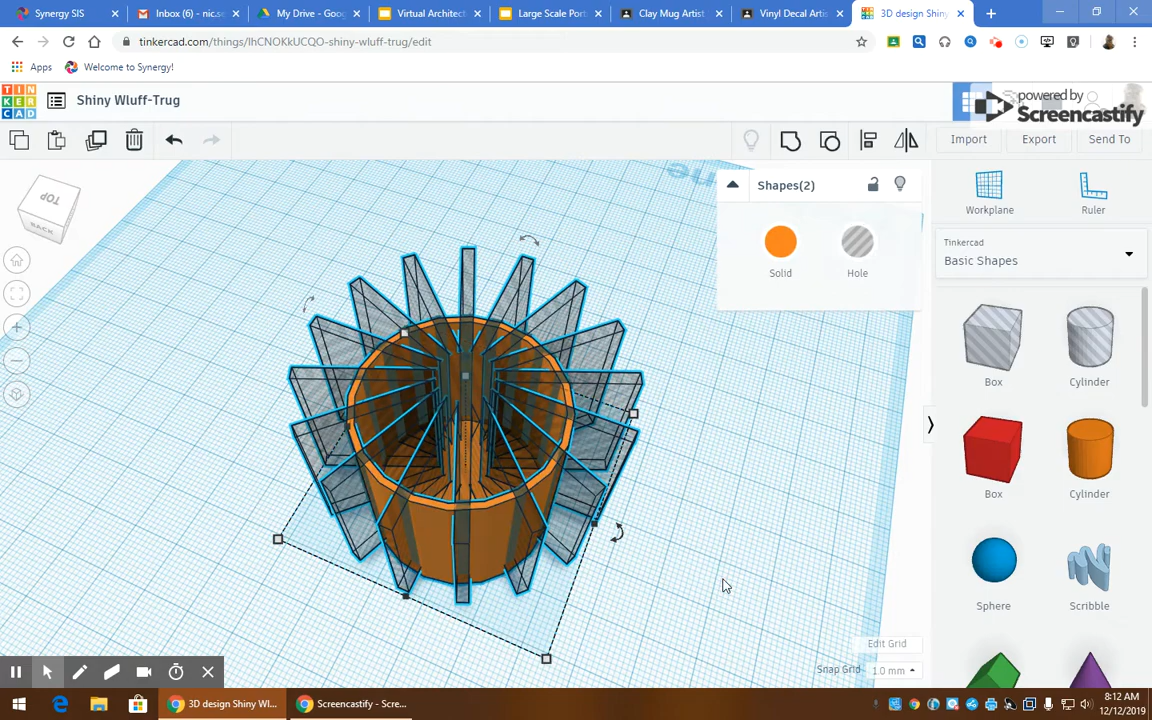 Synergy SIS
Inbox (6) - nic.sc
My Drive - Goog
Virtual Architect
Large Scale Port
Clay Mug Artist
Vinyl Decal Artis
3D design Shiny
tinkercad.com/things/lhCNOKkUCQO-shiny-wluff-trug/edit
Apps
Welcome to Synergy!
TIN
KER
CAD
Shiny Wluff-Trug
powered by
Screencastify
Import
Export
Send To
TOP
BACK
Shapes(2)
Solid
Hole
Workplane
Ruler
Tinkercad
Basic Shapes
Box
Cylinder
Box
Cylinder
Sphere
Scribble
Edit Grid
Snap Grid
1.0 mm
3D design Shiny Wl...
Screencastify - Scre...
8:12 AM
12/12/2019